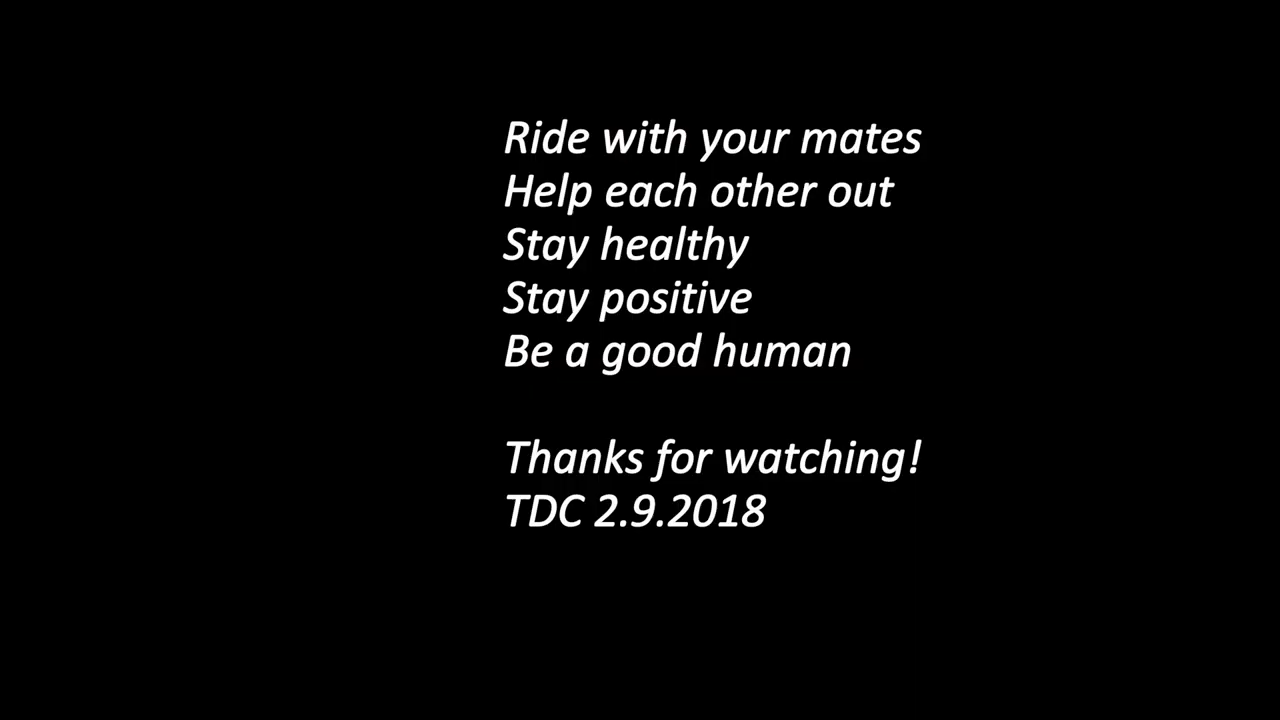 Ride with your mates
Help each other out
Stay healthy
Stay positive
Be a good human
Thanks for watching!
TDC 2.9.2018